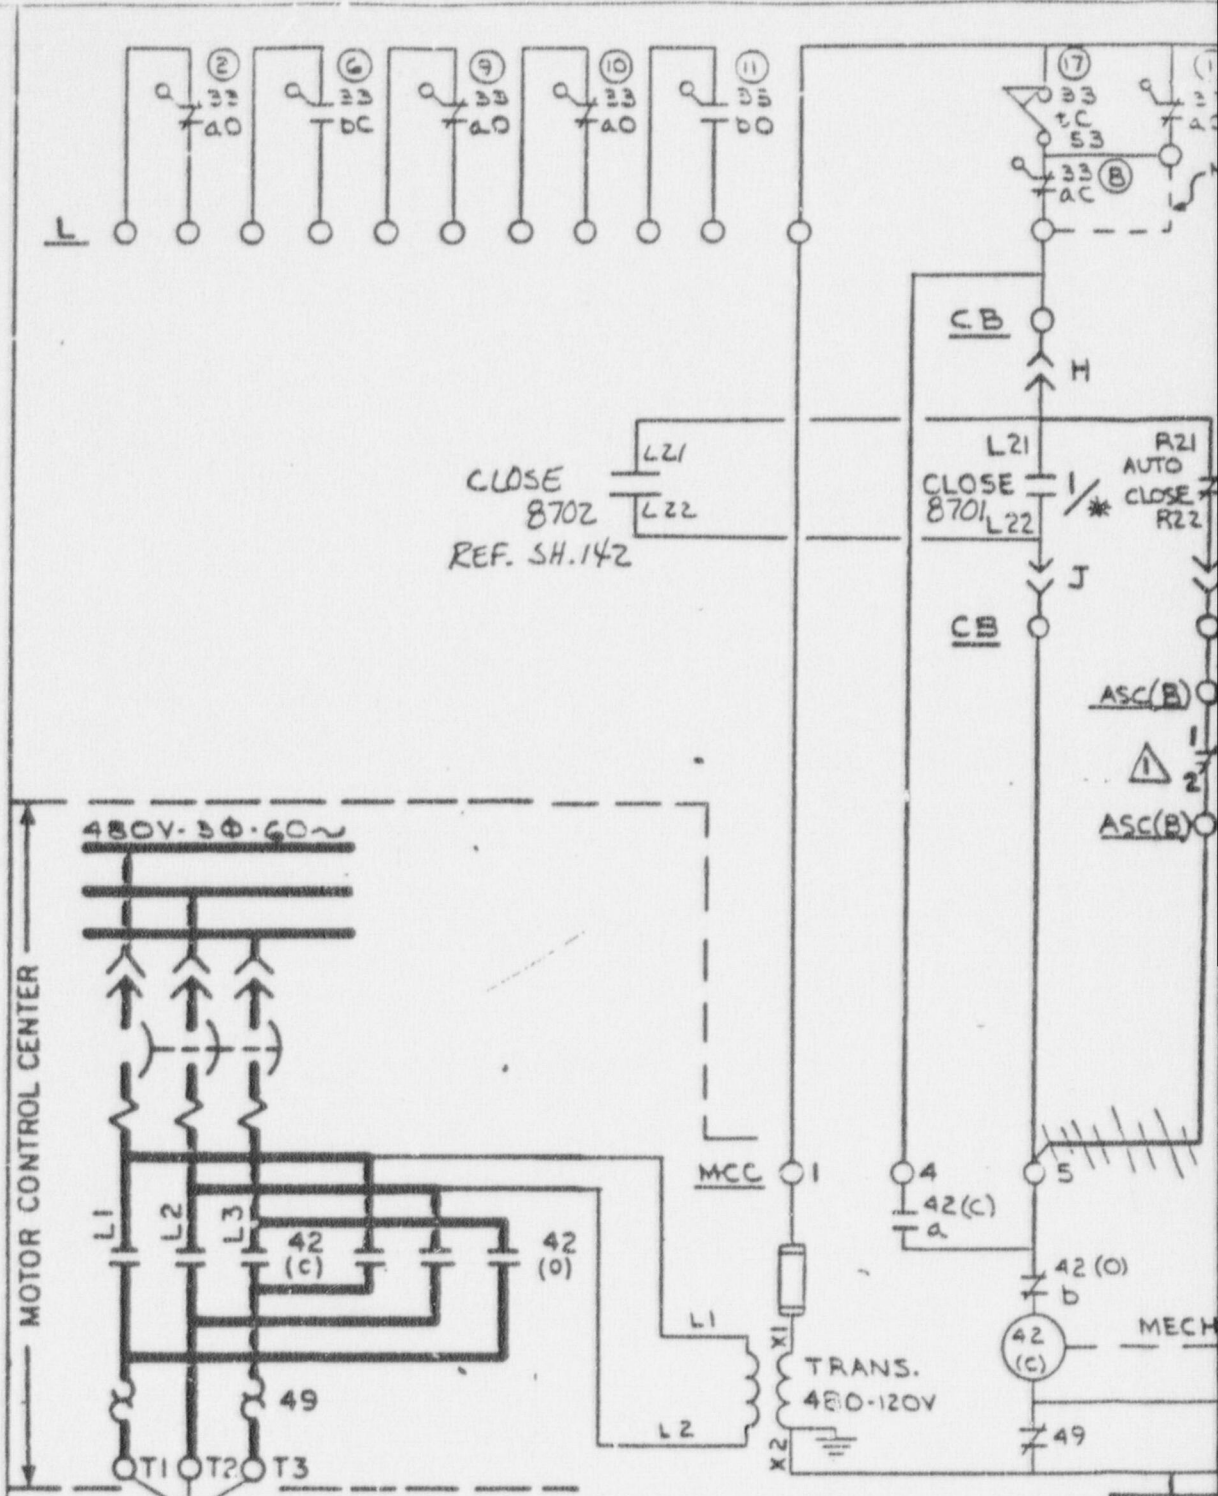 2 6 9 10 11 17
33 33 33 33 33 33
aO bC aO aO bO tC
53
33 8
aC
L
CB
H
L21
L21
R21
CLOSE
8702
REF. SH.142
AUTO
CLOSE
8701
1/*
CLOSE
L22
L22
R22
J
CB
ASC(B)
1
1
2
ASC(B)
480V-3Φ-60~
MOTOR CONTROL CENTER
MCC 1 4 5
42(C)
a
L1 L2 L3
42
(C)
42
(O)
42(O)
b
42
(C)
MECH
L1
X1
TRANS.
480-120V
49
L2
X2
49
T1 T2 T3